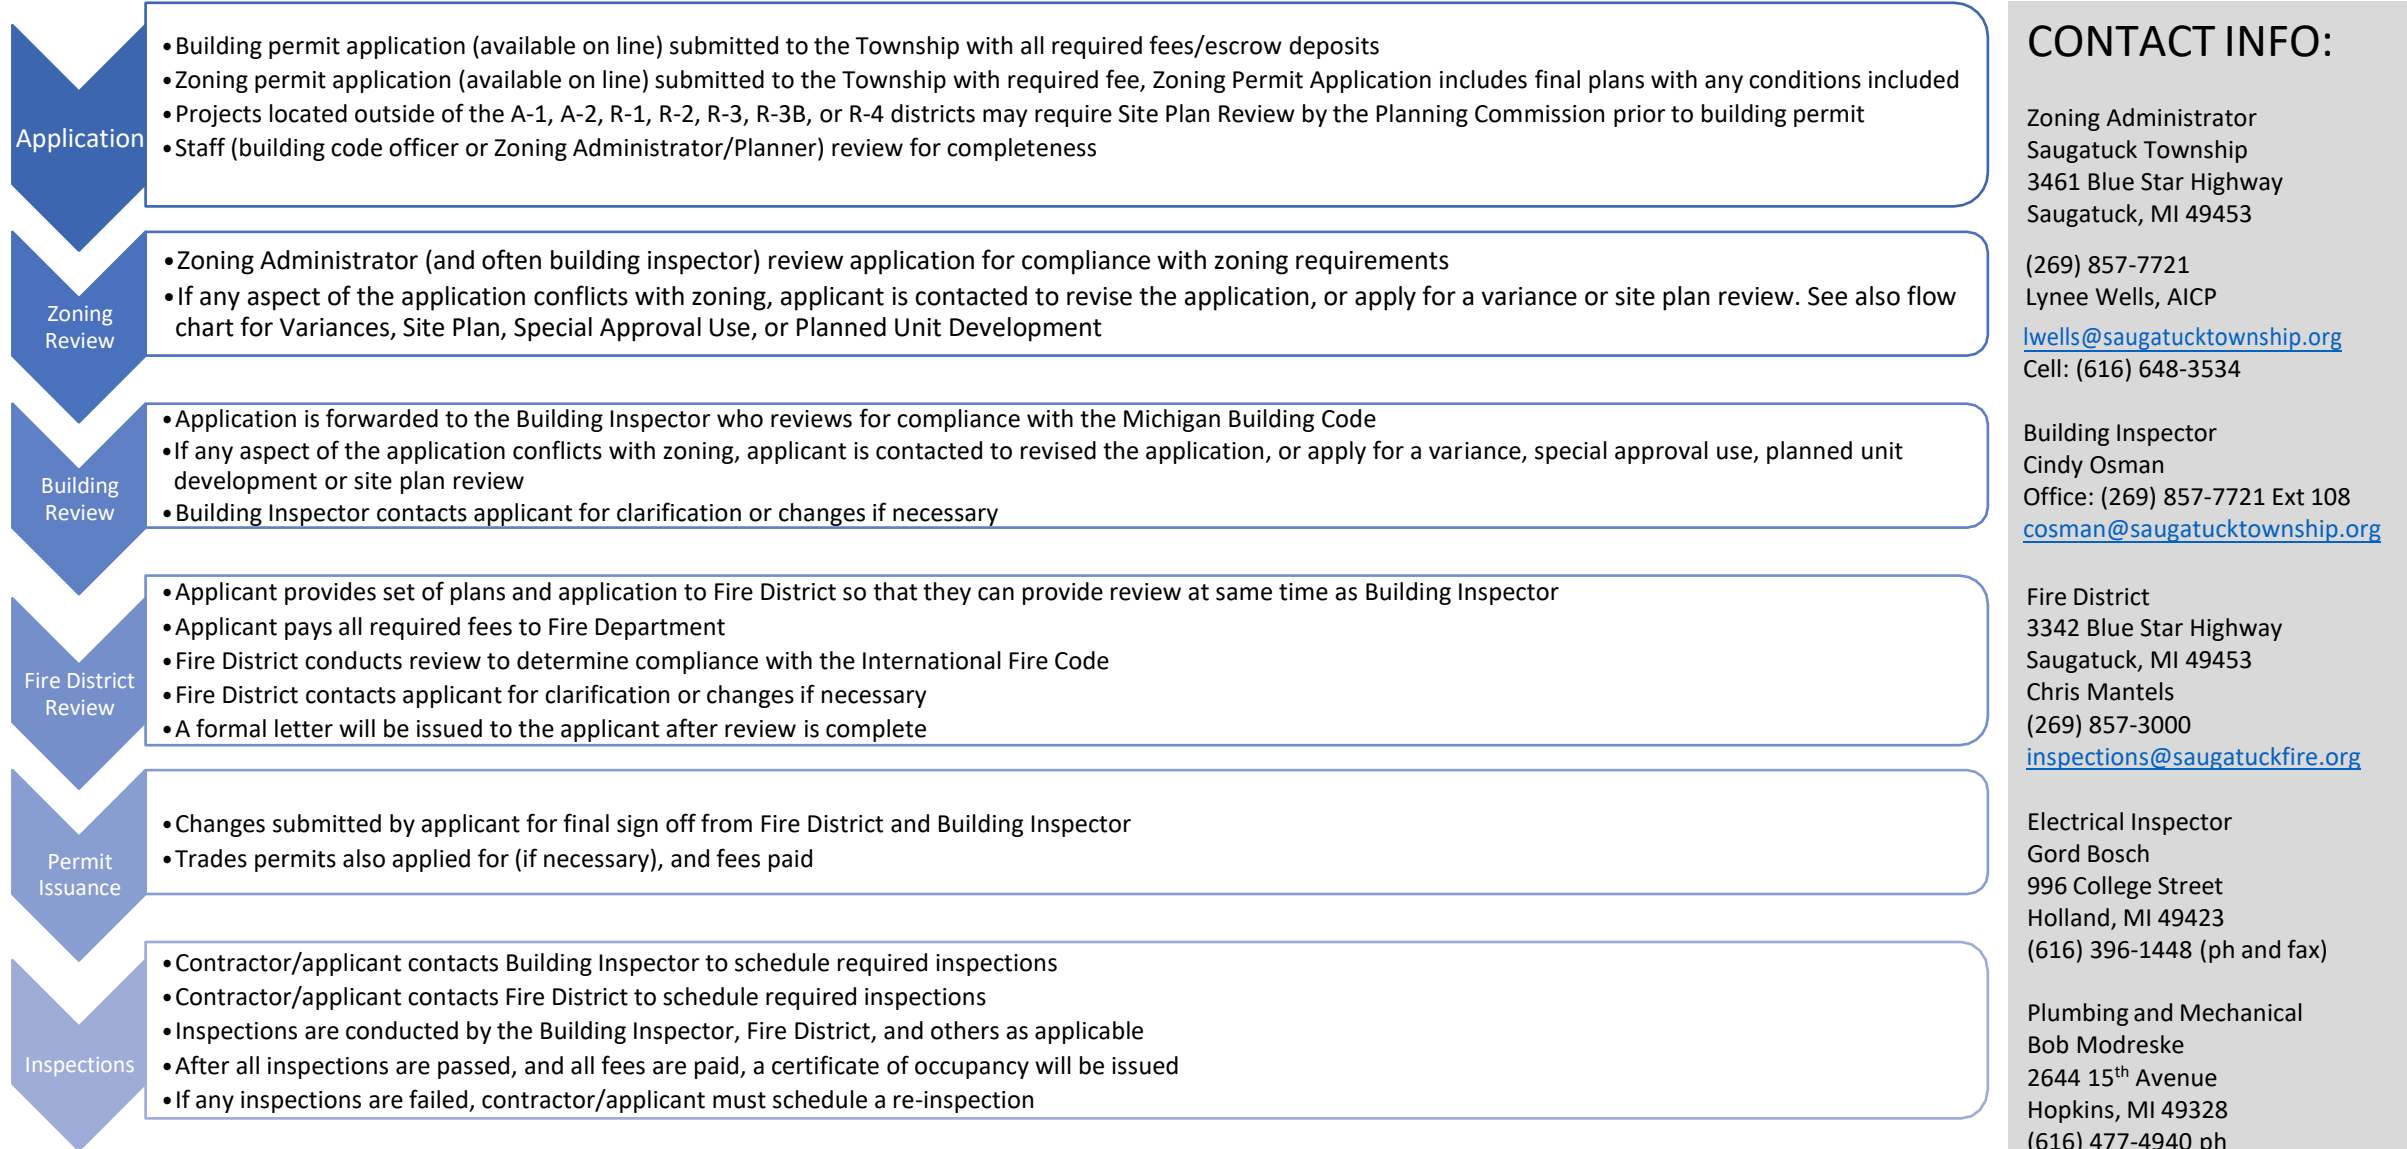 Application
•Building permit application (available on line) submitted to the Township with all required fees/escrow deposits
•Zoning permit application (available on line) submitted to the Township with required fee, Zoning Permit Application includes final plans with any conditions included
•Projects located outside of the A-1, A-2, R-1, R-2, R-3, R-3B, or R-4 districts may require Site Plan Review by the Planning Commission prior to building permit
•Staff (building code officer or Zoning Administrator/Planner) review for completeness
Zoning
Review
•Zoning Administrator (and often building inspector) review application for compliance with zoning requirements
•If any aspect of the application conflicts with zoning, applicant is contacted to revise the application, or apply for a variance or site plan review. See also flow
chart for Variances, Site Plan, Special Approval Use, or Planned Unit Development
Building
Review
•Application is forwarded to the Building Inspector who reviews for compliance with the Michigan Building Code
•If any aspect of the application conflicts with zoning, applicant is contacted to revised the application, or apply for a variance, special approval use, planned unit
development or site plan review
•Building Inspector contacts applicant for clarification or changes if necessary
Fire District
Review
•Applicant provides set of plans and application to Fire District so that they can provide review at same time as Building Inspector
•Applicant pays all required fees to Fire Department
•Fire District conducts review to determine compliance with the International Fire Code
•Fire District contacts applicant for clarification or changes if necessary
•A formal letter will be issued to the applicant after review is complete
Permit
Issuance
•Changes submitted by applicant for final sign off from Fire District and Building Inspector
•Trades permits also applied for (if necessary), and fees paid
Inspections
•Contractor/applicant contacts Building Inspector to schedule required inspections
•Contractor/applicant contacts Fire District to schedule required inspections
•Inspections are conducted by the Building Inspector, Fire District, and others as applicable
•After all inspections are passed, and all fees are paid, a certificate of occupancy will be issued
•If any inspections are failed, contractor/applicant must schedule a re-inspection
CONTACT INFO:
Zoning Administrator
Saugatuck Township
3461 Blue Star Highway
Saugatuck, MI 49453
(269) 857-7721
Lynee Wells, AICP
lwells@saugatucktownship.org
Cell: (616) 648-3534
Building Inspector
Cindy Osman
Office: (269) 857-7721 Ext 108
cosman@saugatucktownship.org
Fire District
3342 Blue Star Highway
Saugatuck, MI 49453
Chris Mantels
(269) 857-3000
inspections@saugatuckfire.org
Electrical Inspector
Gord Bosch
996 College Street
Holland, MI 49423
(616) 396-1448 (ph and fax)
Plumbing and Mechanical
Bob Modreske
2644 15th Avenue
Hopkins, MI 49328
(616) 477-4940 ph